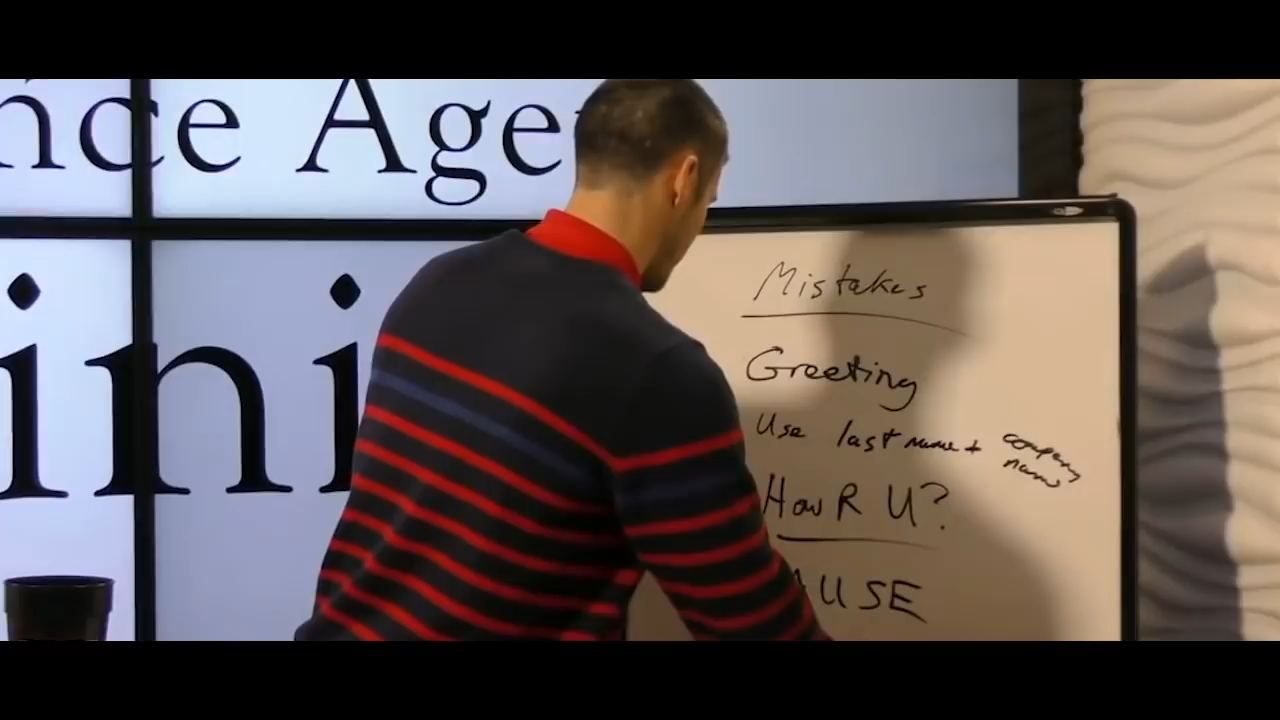 nce Age
ini
Mistakes
Greeting
Use last name + company name
How R U?
AUSE